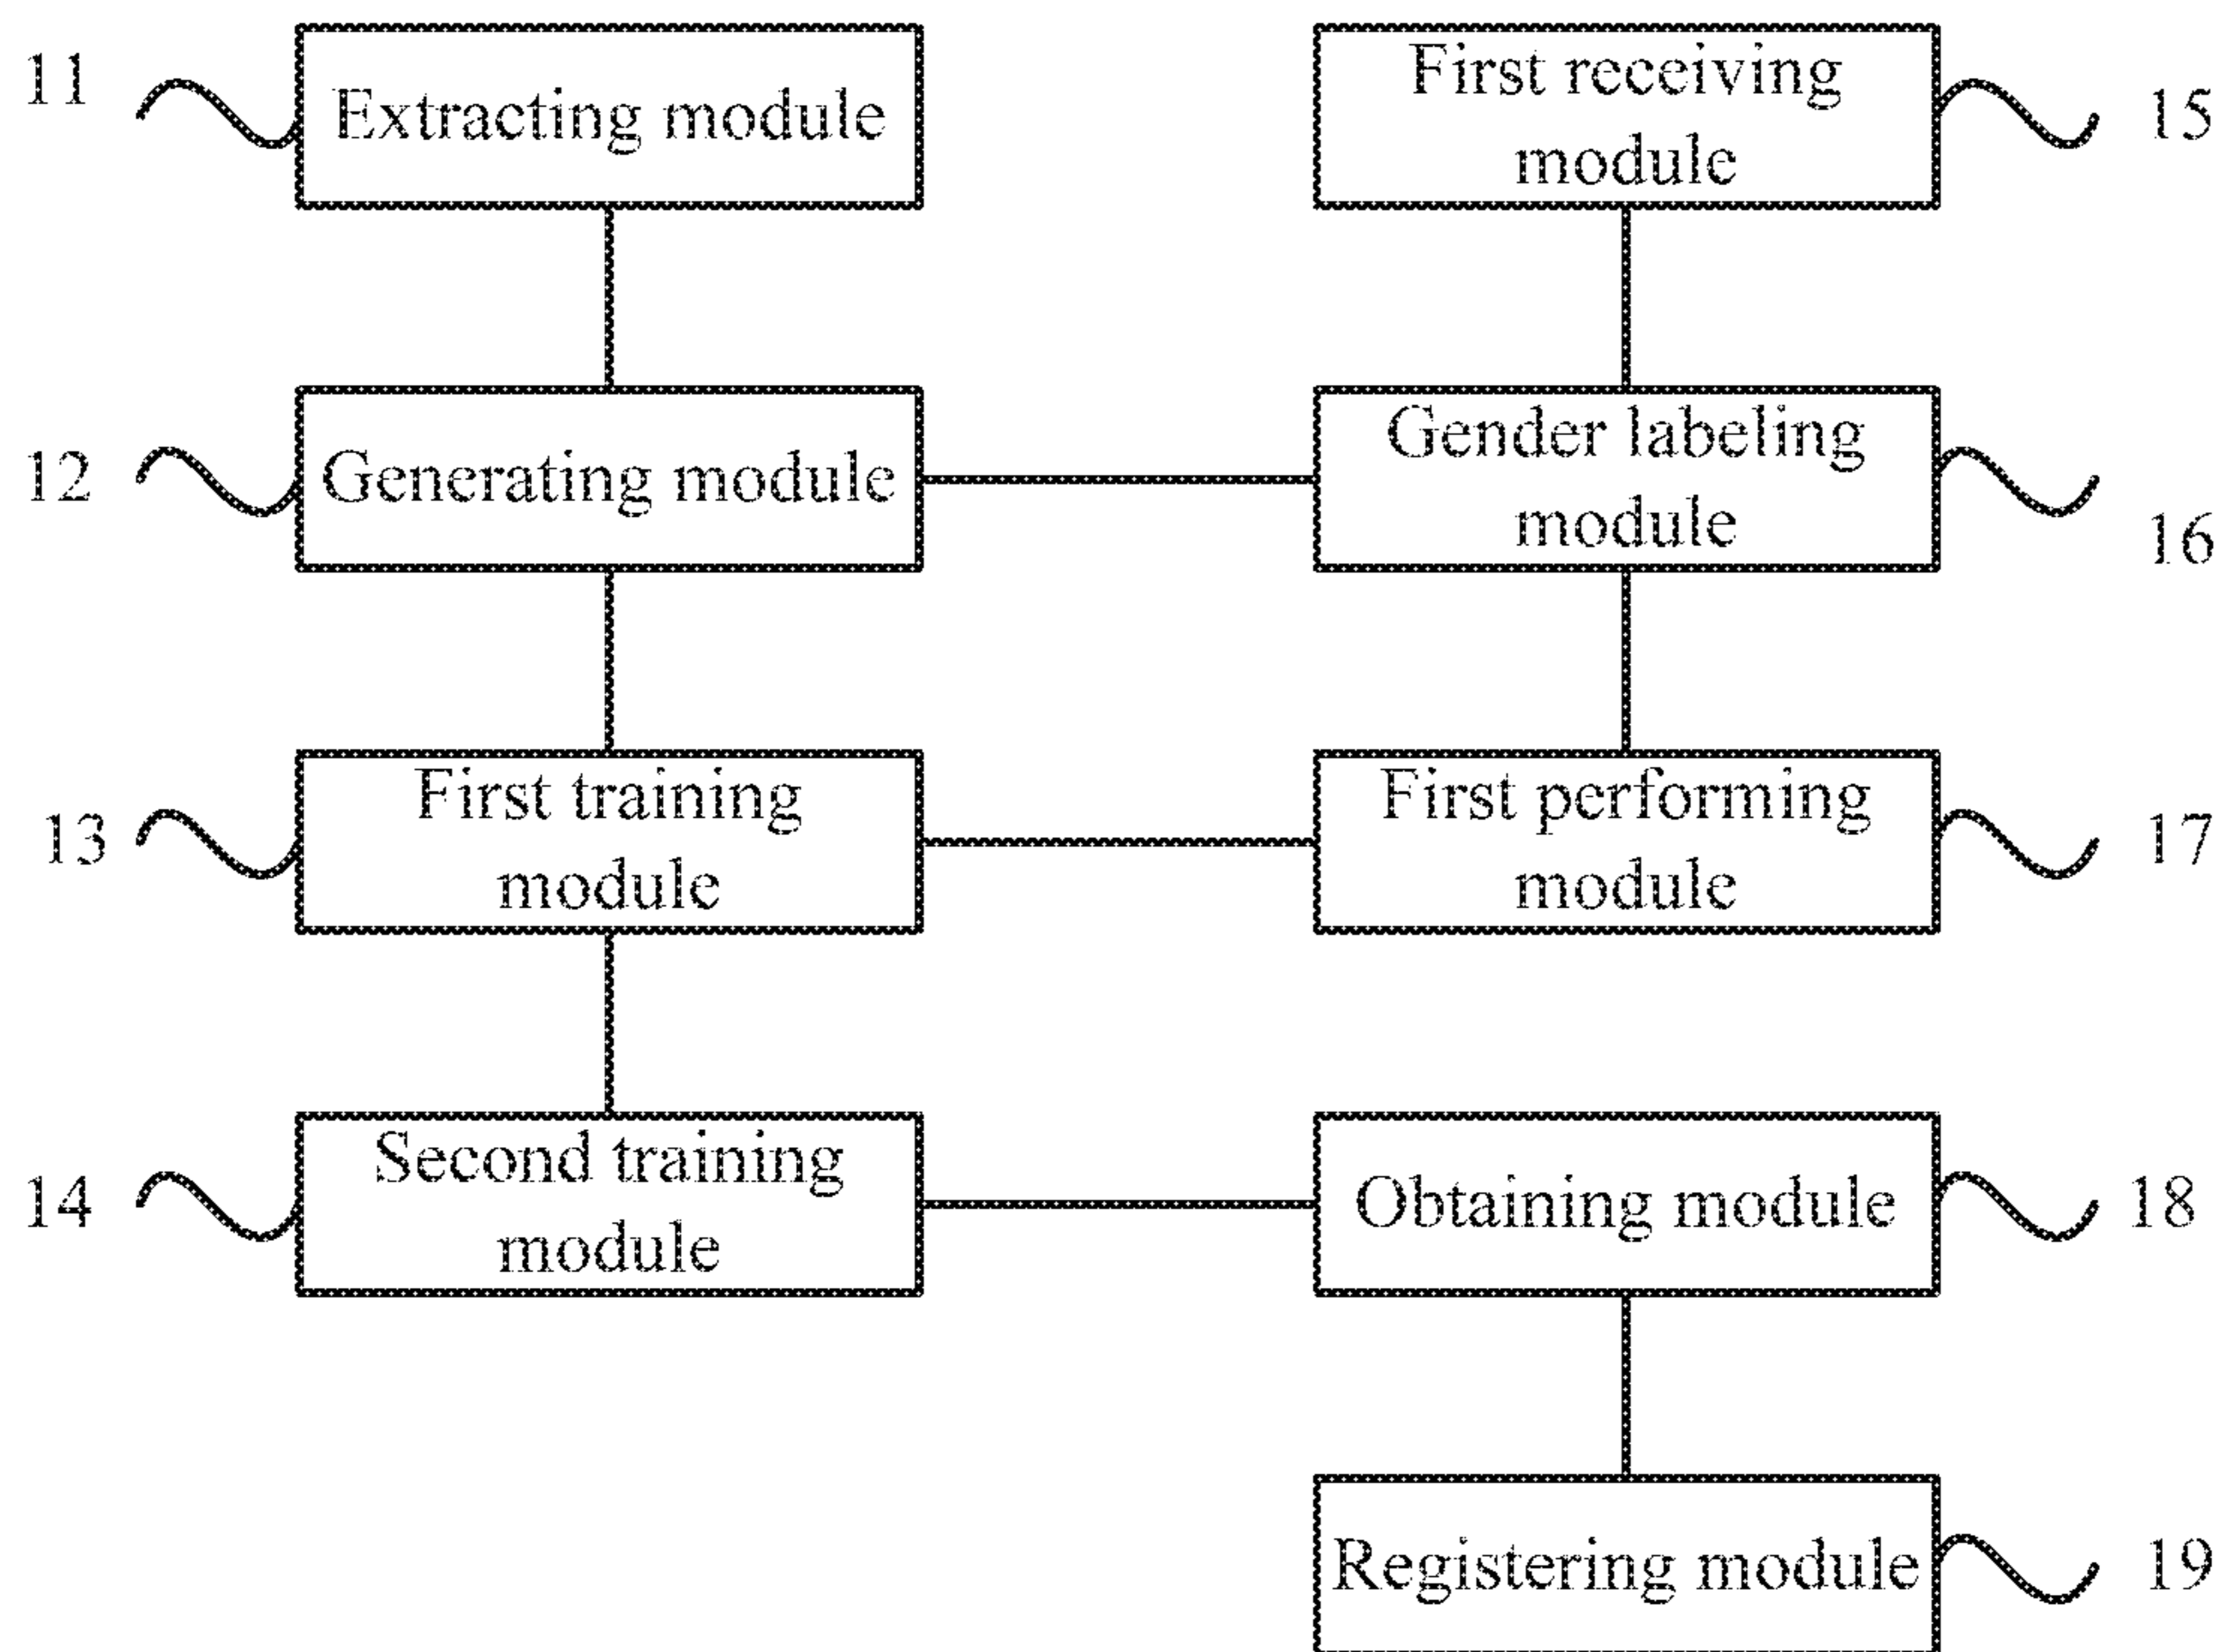 11
Extracting module
First receiving
module
15
12
Generating module
Gender labeling
module
16
13
First training
module
First performing
module
17
14
Second training
module
Obtaining module
18
Registering module
19